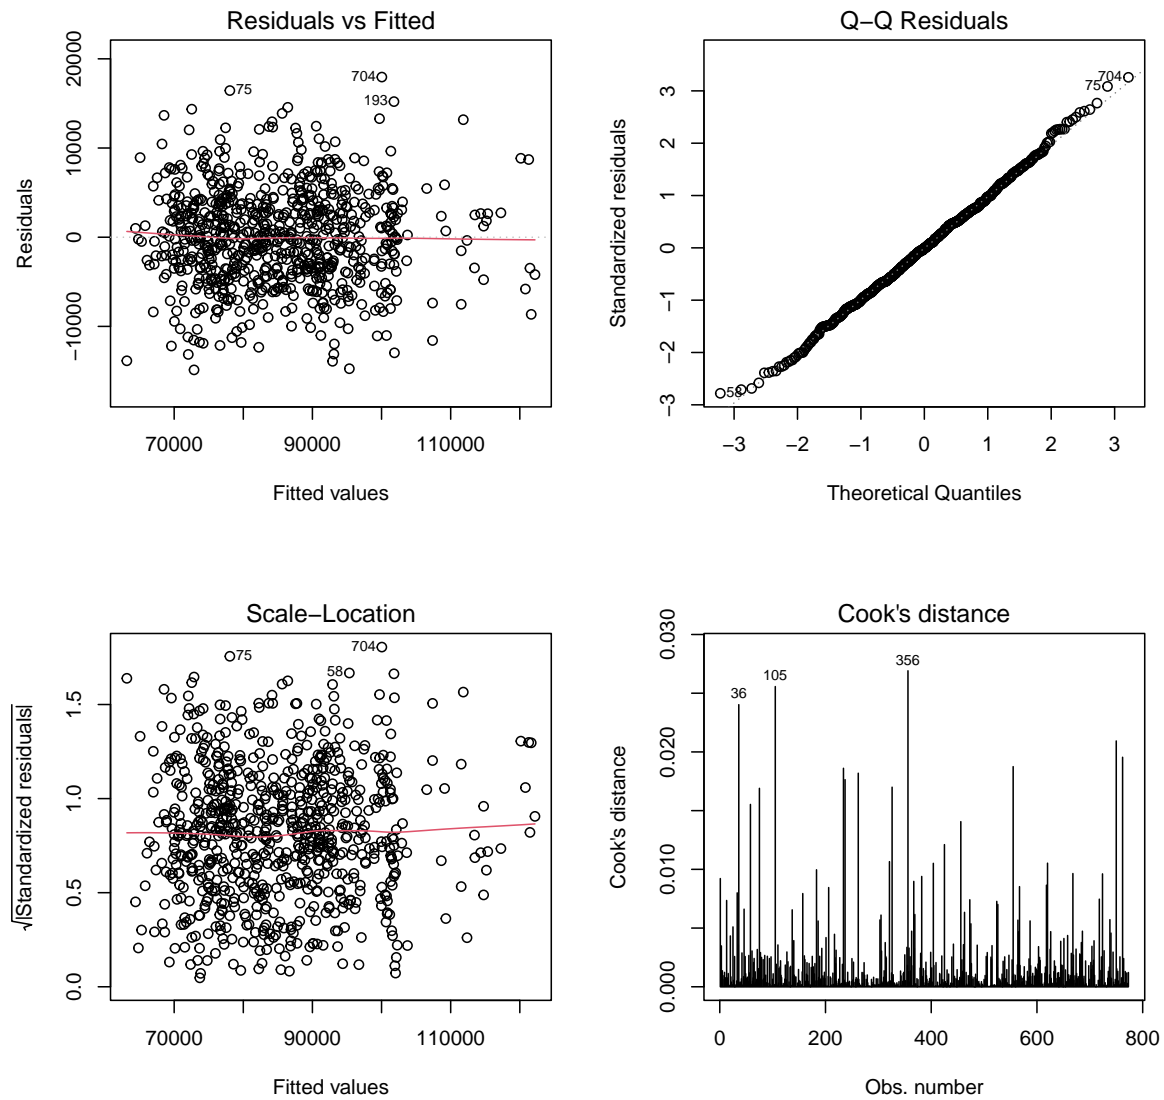 Residuals vs Fitted
20000
10000
0
−10000
Residuals
704
75
193
70000 90000 110000
Fitted values
Q−Q Residuals
3
2
1
0
−1
−2
−3
Standardized residuals
704
75
58
−3 −2 −1 0 1 2 3
Theoretical Quantiles
Scale−Location
1.5
1.0
0.5
0.0
√|Standardized residuals|
704
75
58
70000 90000 110000
Fitted values
Cook's distance
0.030
0.020
0.010
0.000
Cook's distance
356
105
36
0 200 400 600 800
Obs. number